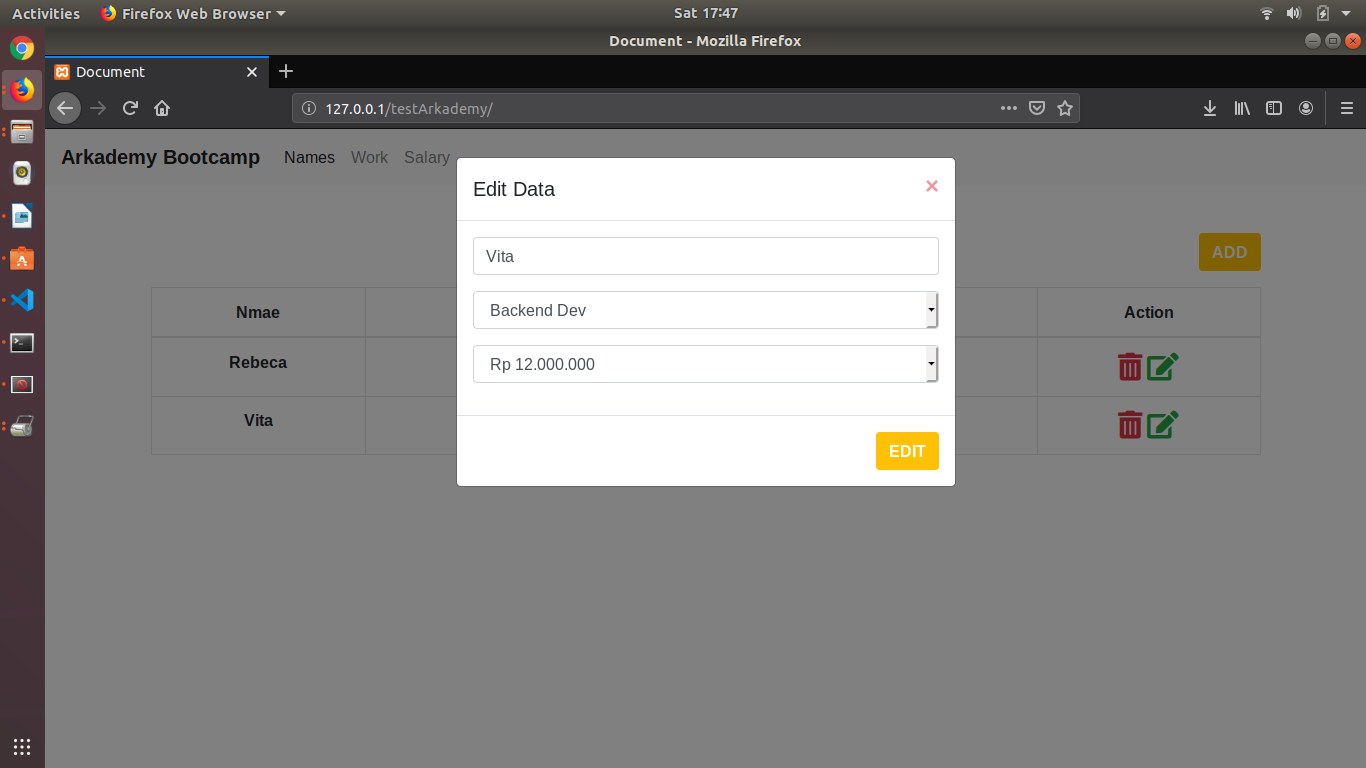 Activities Firefox Web Browser Sat 17:47
Document - Mozilla Firefox
Document
127.0.0.1/testArkademy/
Arkademy Bootcamp Names Work Salary
Edit Data ×
Vita
Backend Dev
Rp 12.000.000
EDIT
ADD
Nmae Action
Rebeca
Vita